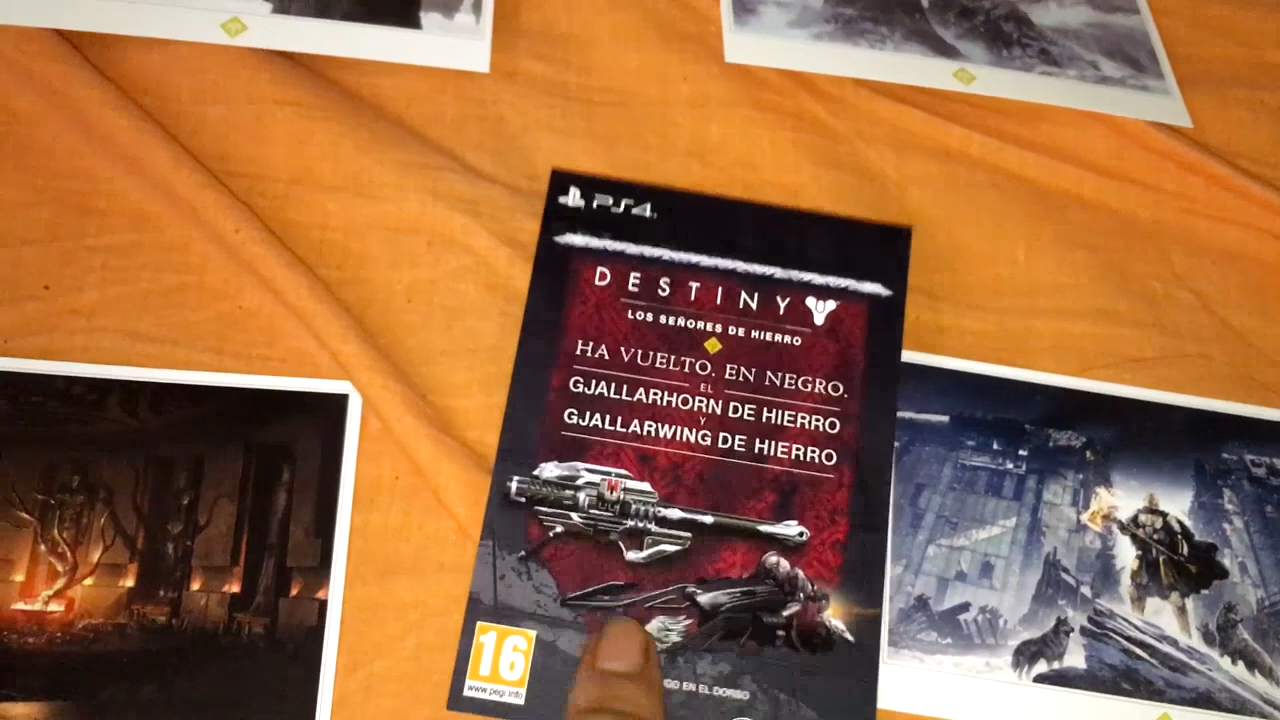 PS4
DESTINY
LOS SEÑORES DE HIERRO
HA VUELTO. EN NEGRO.
EL
GJALLARHORN DE HIERRO
Y
GJALLARWING DE HIERRO
16
www.pegi.info
EN EL DORSO